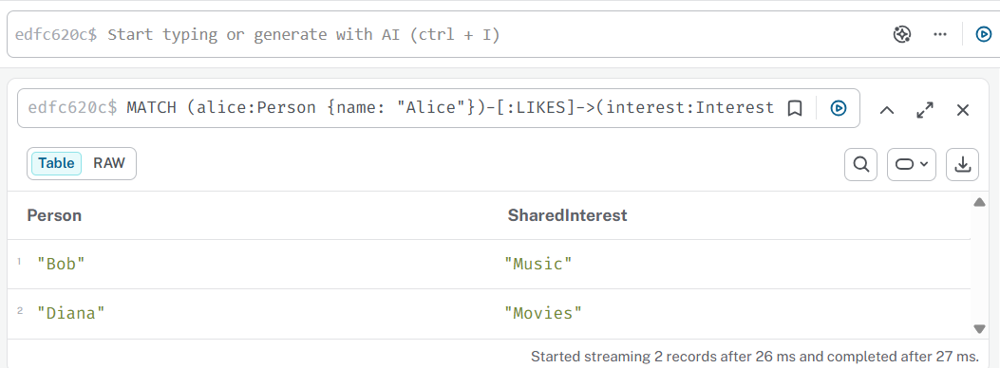 edfc620c$ Start typing or generate with AI (ctrl + I)
edfc620c$ MATCH (alice:Person {name: "Alice"})-[:LIKES]->(interest:Interest
Table RAW
Person SharedInterest
1 "Bob" "Music"
2 "Diana" "Movies"
Started streaming 2 records after 26 ms and completed after 27 ms.